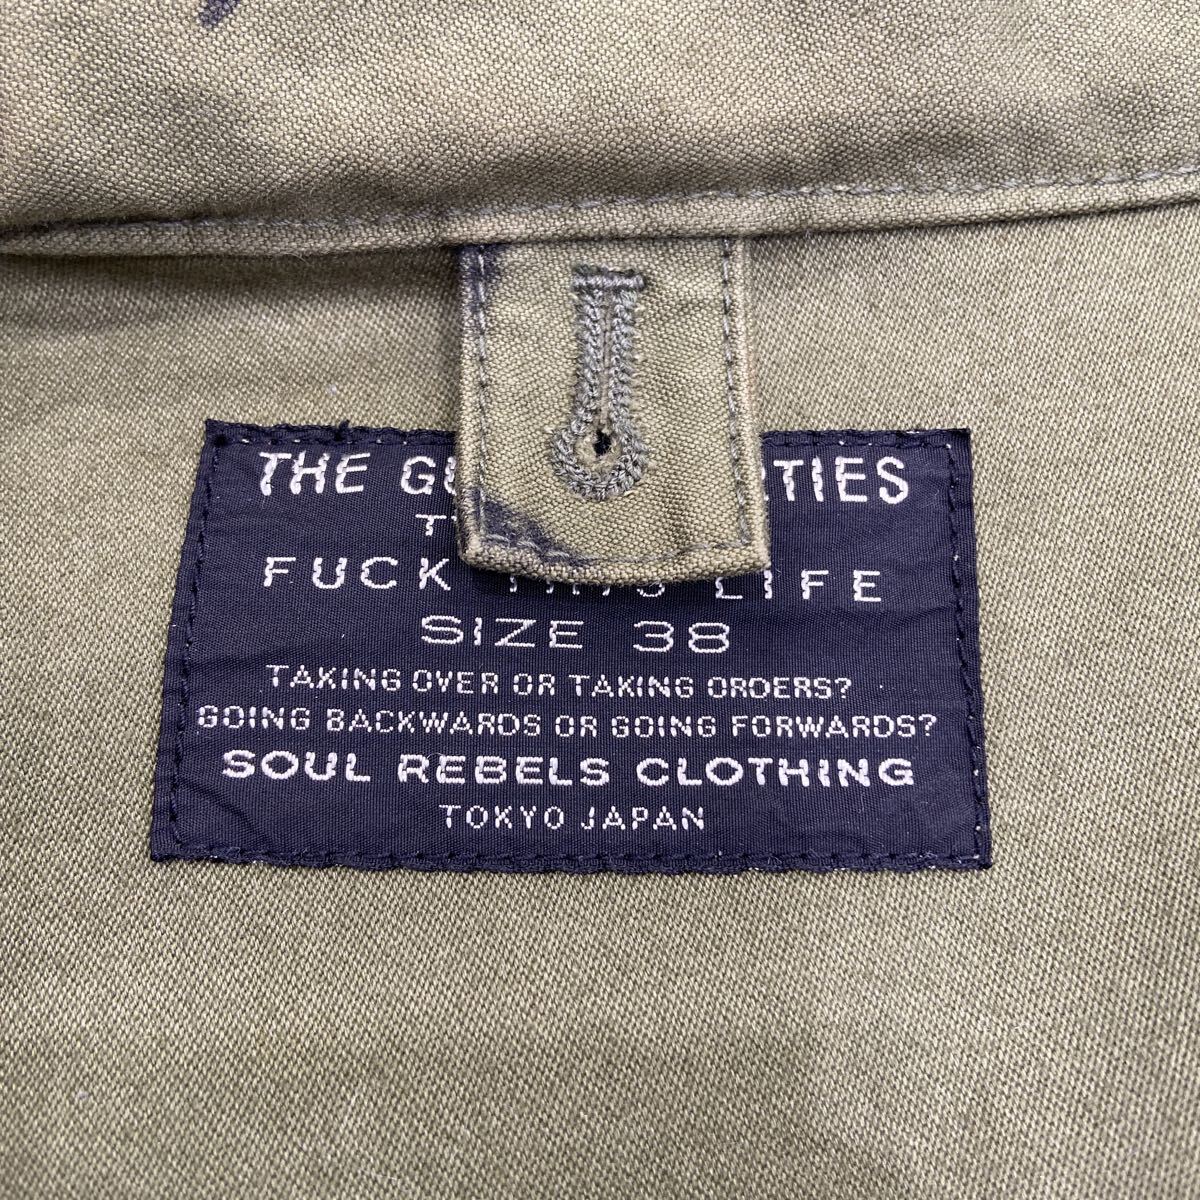 THE RTIES
FUCK LIFE
SIZE 38
TAKING OVER OR TAKING ORDERS?
GOING BACKWARDS OR GOING FORWARDS?
SOUL REBELS CLOTHING
TOKYO JAPAN